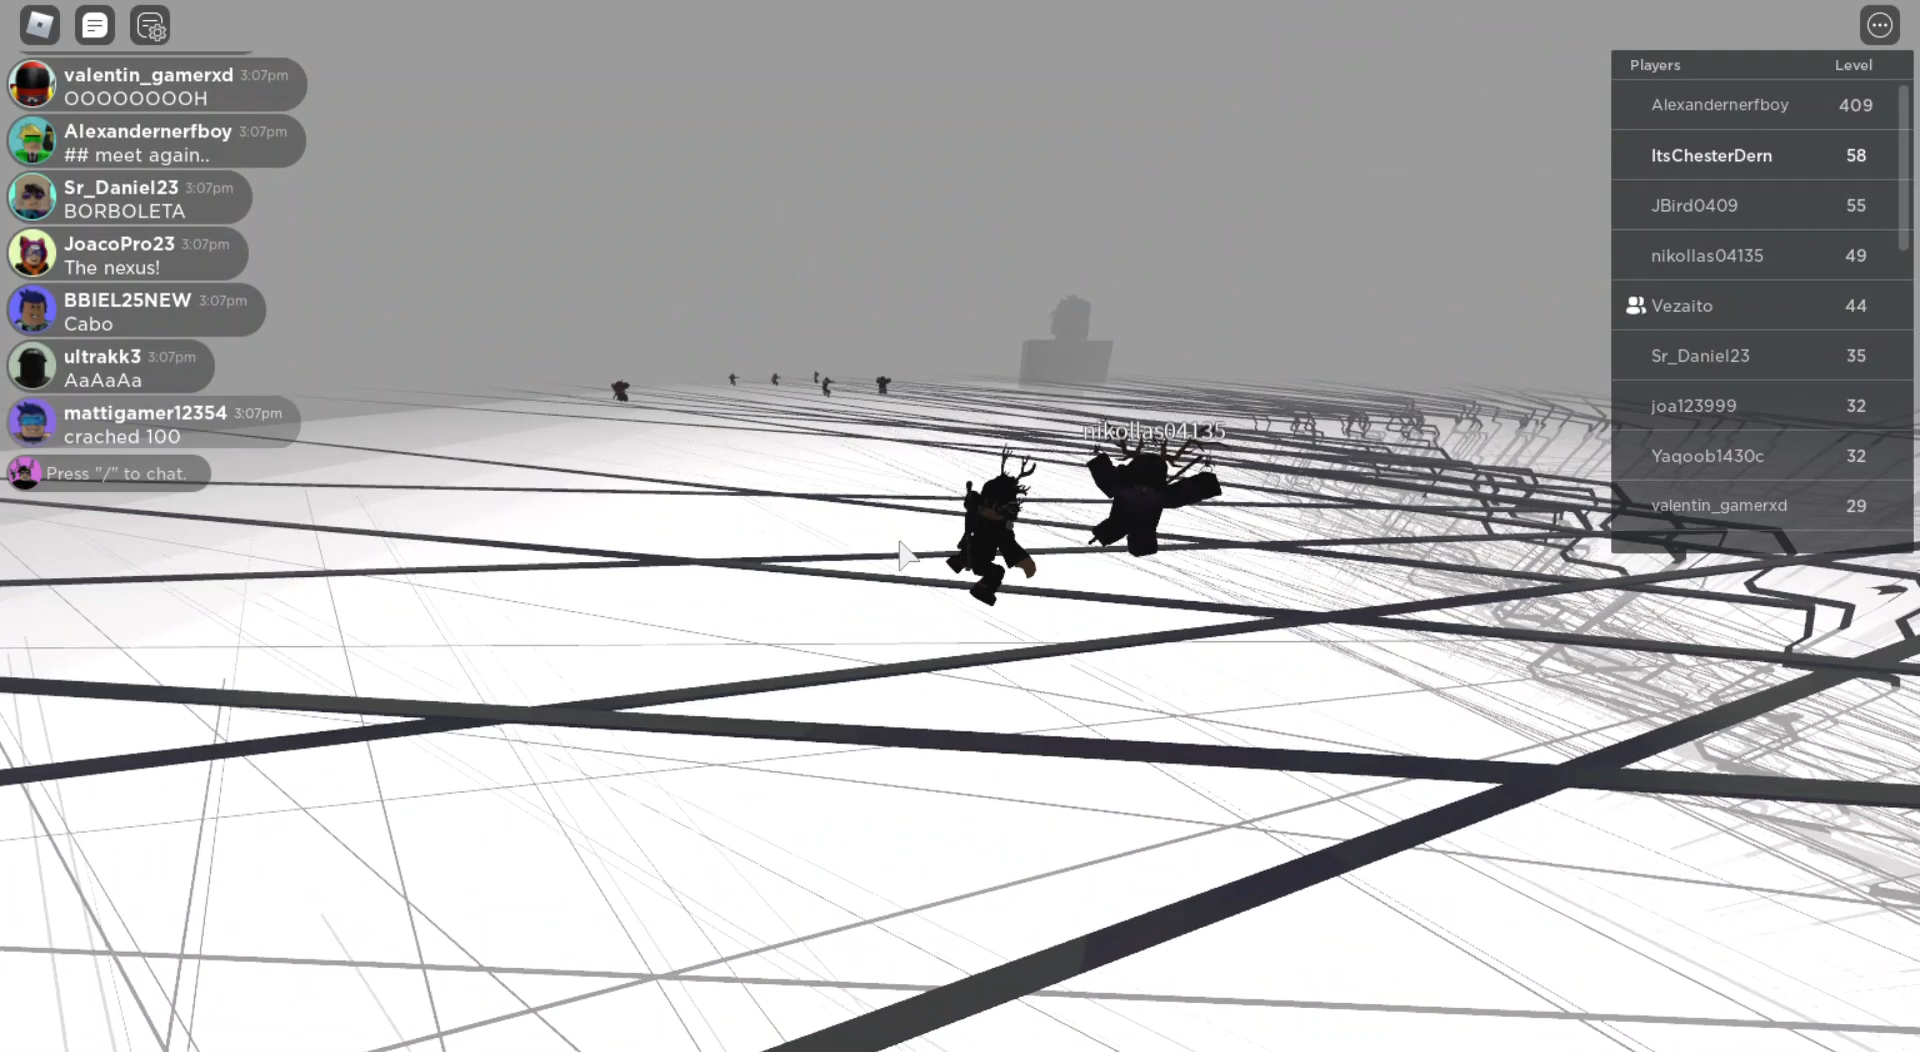 valentin_gamerxd 3:07pm
OOOOOOOOH
Alexandernerfboy 3:07pm
## meet again..
Sr_Daniel23 3:07pm
BORBOLETA
JoacoPro23 3:07pm
The nexus!
BBIEL25NEW 3:07pm
Cabo
ultrakk3 3:07pm
AaAaAa
mattigamer12354 3:07pm
crached 100
Press "/" to chat.
nikollas04135
Players Level
Alexandernerfboy 409
ItsChesterDern 58
JBird0409 55
nikollas04135 49
Vezaito 44
Sr_Daniel23 35
joa123999 32
Yaqoob1430c 32
valentin_gamerxd 29